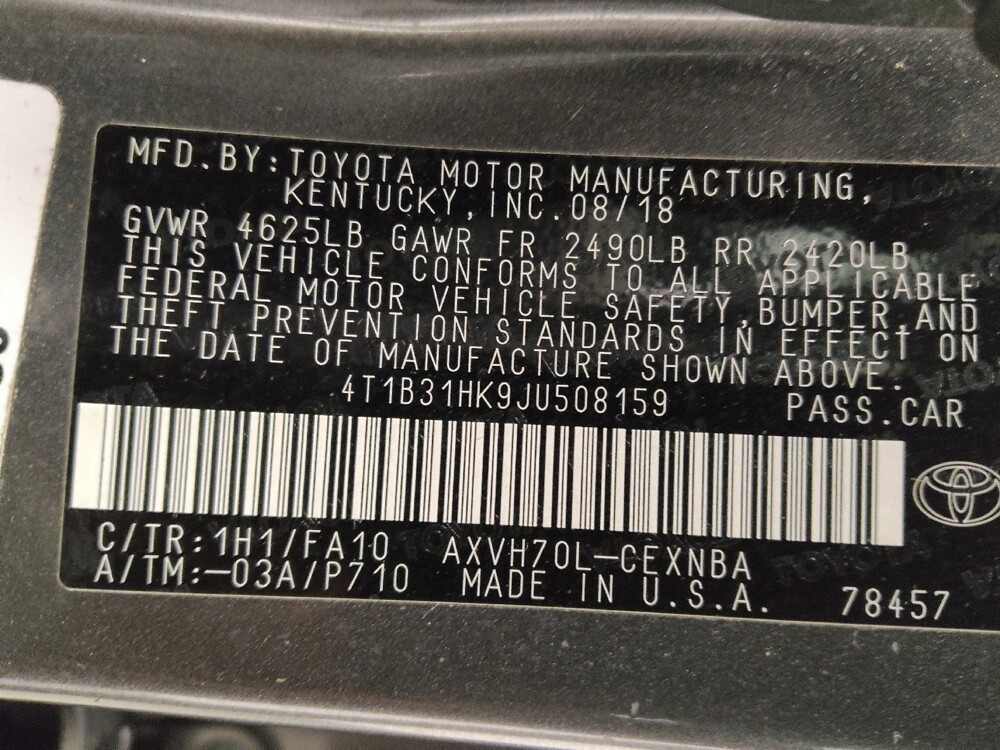 MFD.BY:TOYOTA MOTOR MANUFACTURING,
KENTUCKY,INC.08/18
GVWR 4625LB GAWR FR 2490LB RR 2420LB
THIS VEHICLE CONFORMS TO ALL APPLICABLE
FEDERAL MOTOR VEHICLE SAFETY,BUMPER,AND
THEFT PREVENTION STANDARDS IN EFFECT ON
THE DATE OF MANUFACTURE SHOWN ABOVE.
4T1B31HK9JU508159 PASS.CAR
C/TR:1H1/FA10 AXVH70L-CEXNBA
A/TM:-03A/P710 MADE IN U.S.A. 78457